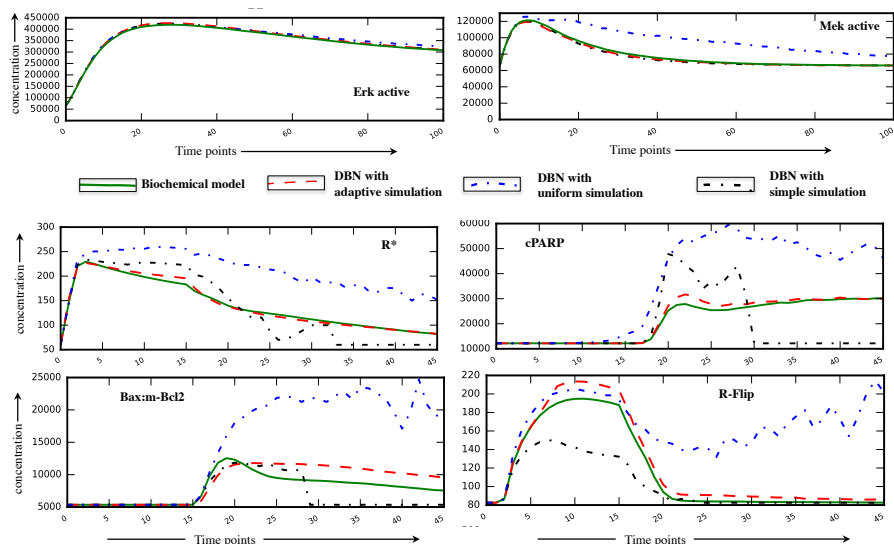 450000
400000
350000
300000
250000
200000
150000
100000
50000
0
concentration
Erk active
0 20 40 60 80 100
Time points
120000
100000
80000
60000
40000
20000
0
Mek active
0 20 40 60 80 100
Time points
Biochemical model
DBN with
adaptive simulation
DBN with
uniform simulation
DBN with
simple simulation
300
250
200
150
100
50
concentration
R*
0 5 10 15 20 25 30 35 40 45
60000
50000
40000
30000
20000
10000
cPARP
0 5 10 15 20 25 30 35 40 45
25000
20000
15000
10000
5000
concentration
Bax:m-Bcl2
0 5 10 15 20 25 30 35 40 45
Time points
220
200
180
160
140
120
100
80
R-Flip
0 5 10 15 20 25 30 35 40 45
Time points